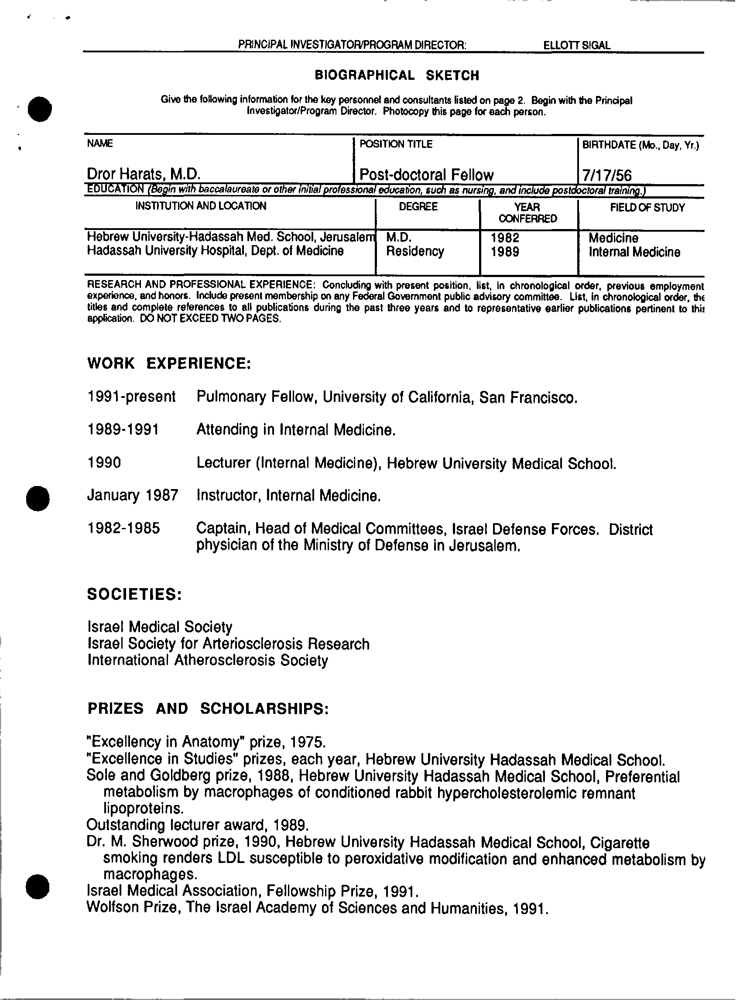 PRINCIPAL INVESTIGATOR/PROGRAM DIRECTOR: ELLOTT SIGAL
BIOGRAPHICAL SKETCH
Give the following information for the key personnel and consultants listed on page 2. Begin with the Principal
Investigator/Program Director. Photocopy this page for each person.
NAME POSITION TITLE BIRTHDATE (Mo., Day, Yr.)
Dror Harats, M.D. Post-doctoral Fellow 7/17/56
EDUCATION (Begin with baccalaureate or other initial professional education, such as nursing, and include postdoctoral training.)
INSTITUTION AND LOCATION DEGREE YEAR CONFERRED FIELD OF STUDY
Hebrew University-Hadassah Med. School, Jerusalem M.D. 1982 Medicine
Hadassah University Hospital, Dept. of Medicine Residency 1989 Internal Medicine
RESEARCH AND PROFESSIONAL EXPERIENCE: Concluding with present position, list, in chronological order, previous employment
experience, and honors. Include present membership on any Federal Government public advisory committee. List, in chronological order, the
titles and complete references to all publications during the past three years and to representative earlier publications pertinent to this
application. DO NOT EXCEED TWO PAGES.
WORK EXPERIENCE:
1991-present Pulmonary Fellow, University of California, San Francisco.
1989-1991 Attending in Internal Medicine.
1990 Lecturer (Internal Medicine), Hebrew University Medical School.
January 1987 Instructor, Internal Medicine.
1982-1985 Captain, Head of Medical Committees, Israel Defense Forces. District
physician of the Ministry of Defense in Jerusalem.
SOCIETIES:
Israel Medical Society
Israel Society for Arteriosclerosis Research
International Atherosclerosis Society
PRIZES AND SCHOLARSHIPS:
"Excellency in Anatomy" prize, 1975.
"Excellence in Studies" prizes, each year, Hebrew University Hadassah Medical School.
Sole and Goldberg prize, 1988, Hebrew University Hadassah Medical School, Preferential
metabolism by macrophages of conditioned rabbit hypercholesterolemic remnant
lipoproteins.
Outstanding lecturer award, 1989.
Dr. M. Sherwood prize, 1990, Hebrew University Hadassah Medical School, Cigarette
smoking renders LDL susceptible to peroxidative modification and enhanced metabolism by
macrophages.
Israel Medical Association, Fellowship Prize, 1991.
Wolfson Prize, The Israel Academy of Sciences and Humanities, 1991.